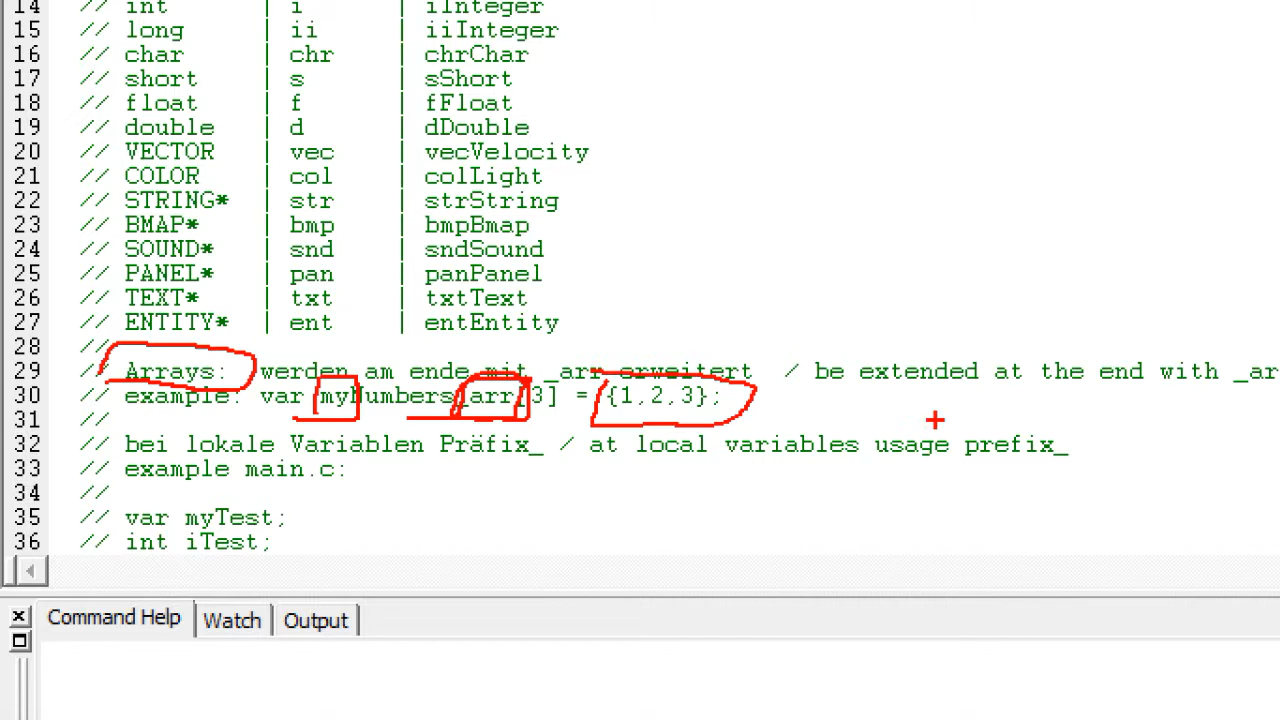 14 // int | i | iInteger
15 // long | ii | iiInteger
16 // char | chr | chrChar
17 // short | s | sShort
18 // float | f | fFloat
19 // double | d | dDouble
20 // VECTOR | vec | vecVelocity
21 // COLOR | col | colLight
22 // STRING* | str | strString
23 // BMAP* | bmp | bmpBmap
24 // SOUND* | snd | sndSound
25 // PANEL* | pan | panPanel
26 // TEXT* | txt | txtText
27 // ENTITY* | ent | entEntity
28 //
29 // Arrays: werden am ende mit _arr erweitert / be extended at the end with _ar
30 // example: var myNumbers_arr[3] = {1,2,3};
31 //
32 // bei lokale Variablen Präfix_ / at local variables usage prefix_
33 // example main.c:
34 //
35 // var myTest;
36 // int iTest;
Command Help Watch Output